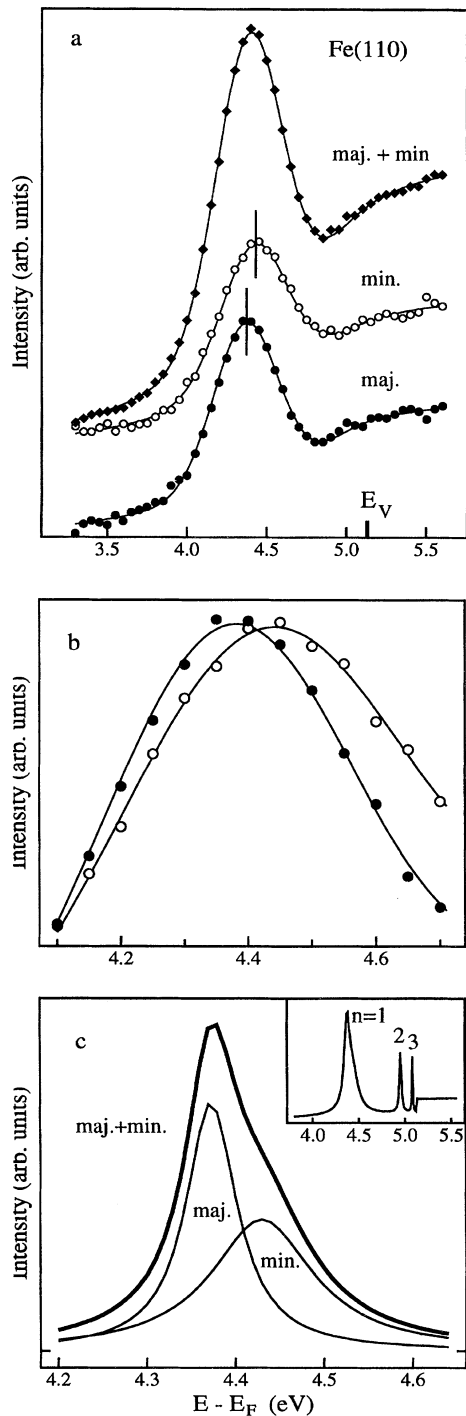 a
Fe(110)
maj. + min
min.
maj.
E_V
Intensity (arb. units)
3.5 4.0 4.5 5.0 5.5
b
Intensity (arb. units)
4.2 4.4 4.6
c
n=1
2
3
4.0 4.5 5.0 5.5
maj.+min.
maj.
min.
Intensity (arb. units)
4.2 4.3 4.4 4.5 4.6
E - E_F (eV)